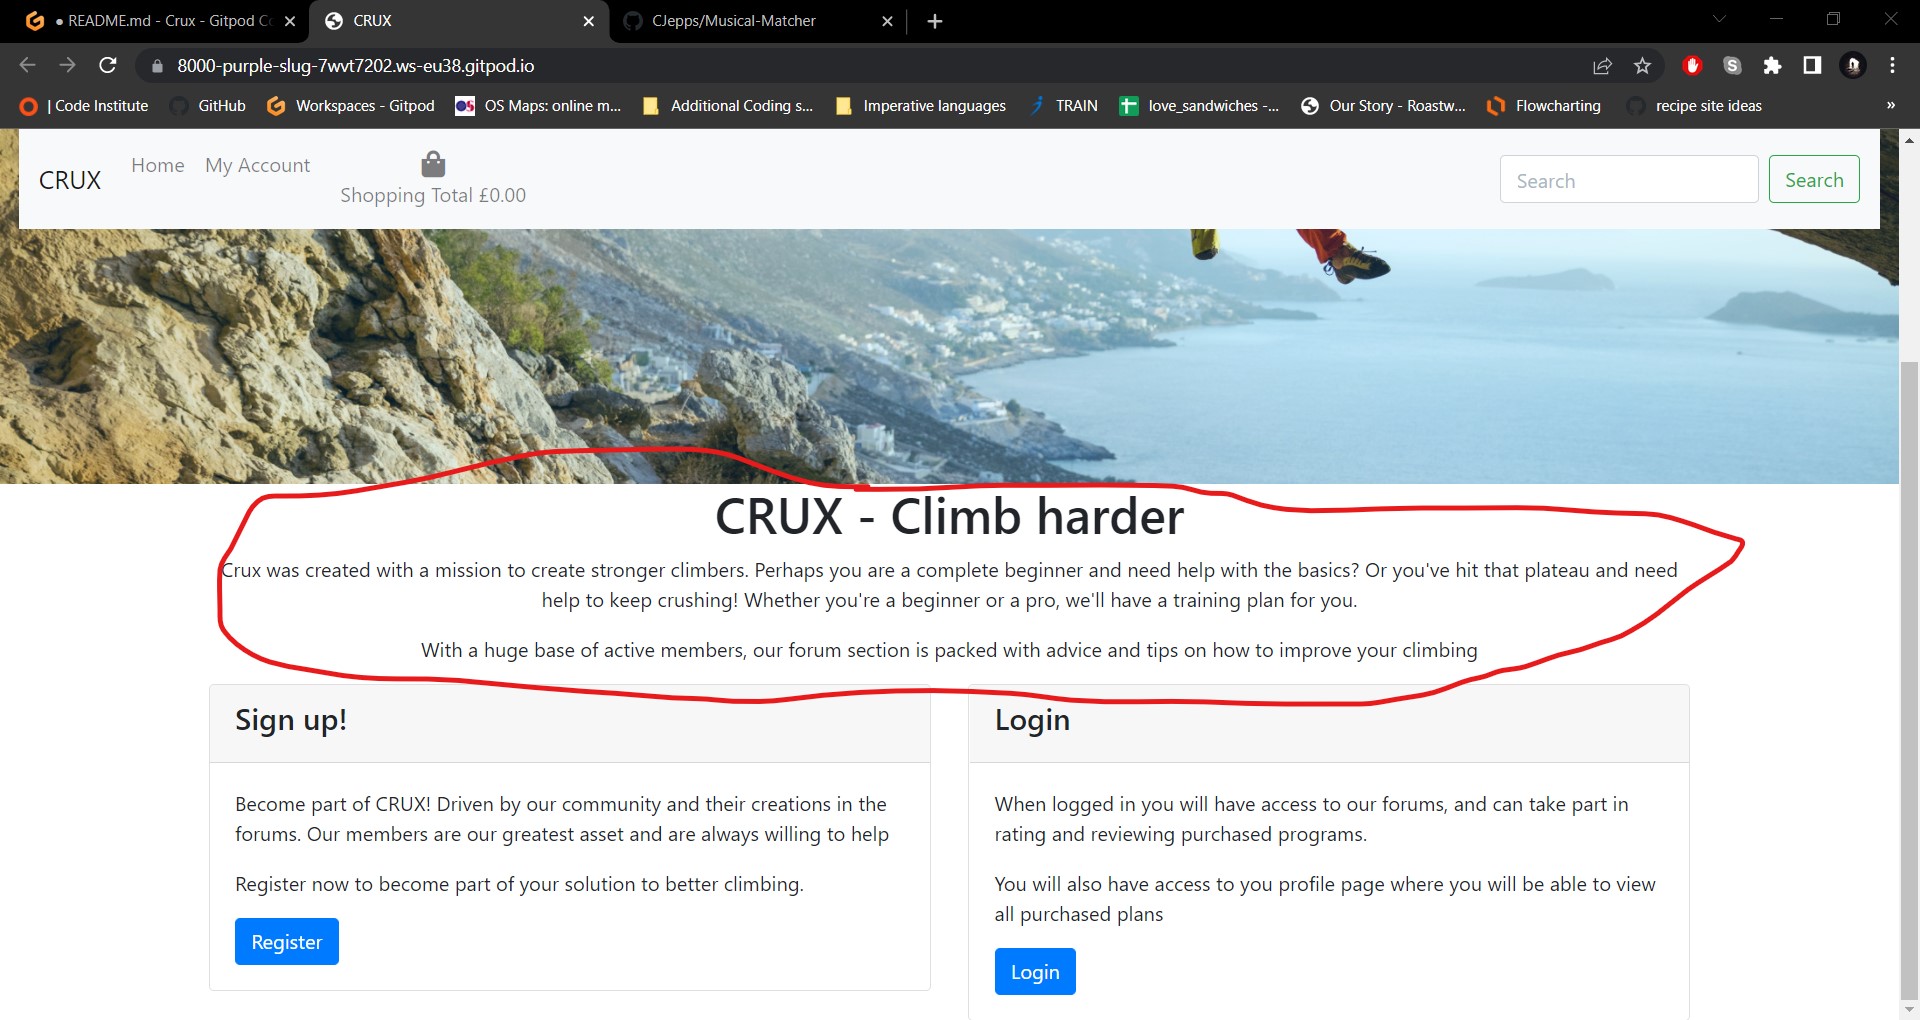 ● README.md - Crux - Gitpod Co
CRUX
CJepps/Musical-Matcher
8000-purple-slug-7wvt7202.ws-eu38.gitpod.io
| Code Institute
GitHub
Workspaces - Gitpod
OS Maps: online m...
Additional Coding s...
Imperative languages
TRAIN
love_sandwiches -...
Our Story - Roastw...
Flowcharting
recipe site ideas
»
CRUX
Home
My Account
Shopping Total £0.00
Search
Search
CRUX - Climb harder
Crux was created with a mission to create stronger climbers. Perhaps you are a complete beginner and need help with the basics? Or you've hit that plateau and need
help to keep crushing! Whether you're a beginner or a pro, we'll have a training plan for you.
With a huge base of active members, our forum section is packed with advice and tips on how to improve your climbing
Sign up!
Become part of CRUX! Driven by our community and their creations in the
forums. Our members are our greatest asset and are always willing to help
Register now to become part of your solution to better climbing.
Register
Login
When logged in you will have access to our forums, and can take part in
rating and reviewing purchased programs.
You will also have access to you profile page where you will be able to view
all purchased plans
Login